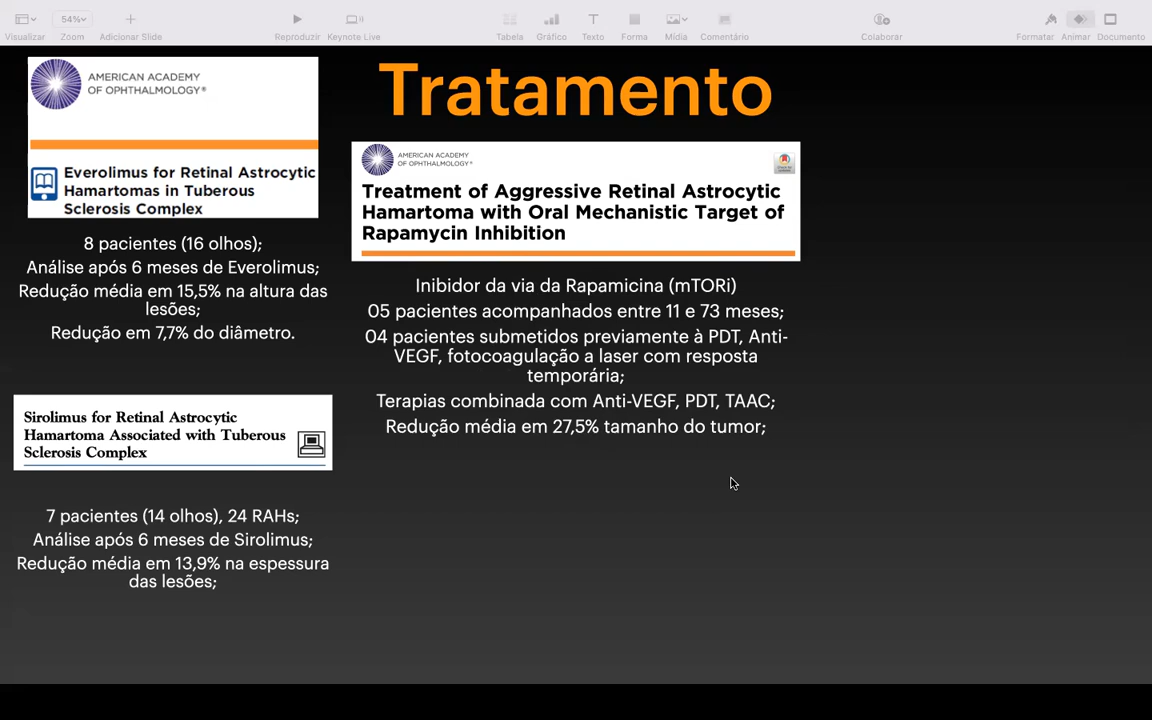 54%
Visualizar
Zoom
Adicionar Slide
Reproduzir
Keynote Live
Tabela
Gráfico
Texto
Forma
Mídia
Comentário
Colaborar
Formatar
Animar
Documento
AMERICAN ACADEMY
OF OPHTHALMOLOGY®
Everolimus for Retinal Astrocytic
Hamartomas in Tuberous
Sclerosis Complex
8 pacientes (16 olhos);
Análise após 6 meses de Everolimus;
Redução média em 15,5% na altura das
lesões;
Redução em 7,7% do diâmetro.
Sirolimus for Retinal Astrocytic
Hamartoma Associated with Tuberous
Sclerosis Complex
7 pacientes (14 olhos), 24 RAHs;
Análise após 6 meses de Sirolimus;
Redução média em 13,9% na espessura
das lesões;
Tratamento
AMERICAN ACADEMY
OF OPHTHALMOLOGY®
Treatment of Aggressive Retinal Astrocytic
Hamartoma with Oral Mechanistic Target of
Rapamycin Inhibition
Inibidor da via da Rapamicina (mTORi)
05 pacientes acompanhados entre 11 e 73 meses;
04 pacientes submetidos previamente à PDT, Anti-
VEGF, fotocoagulação a laser com resposta
temporária;
Terapias combinada com Anti-VEGF, PDT, TAAC;
Redução média em 27,5% tamanho do tumor;